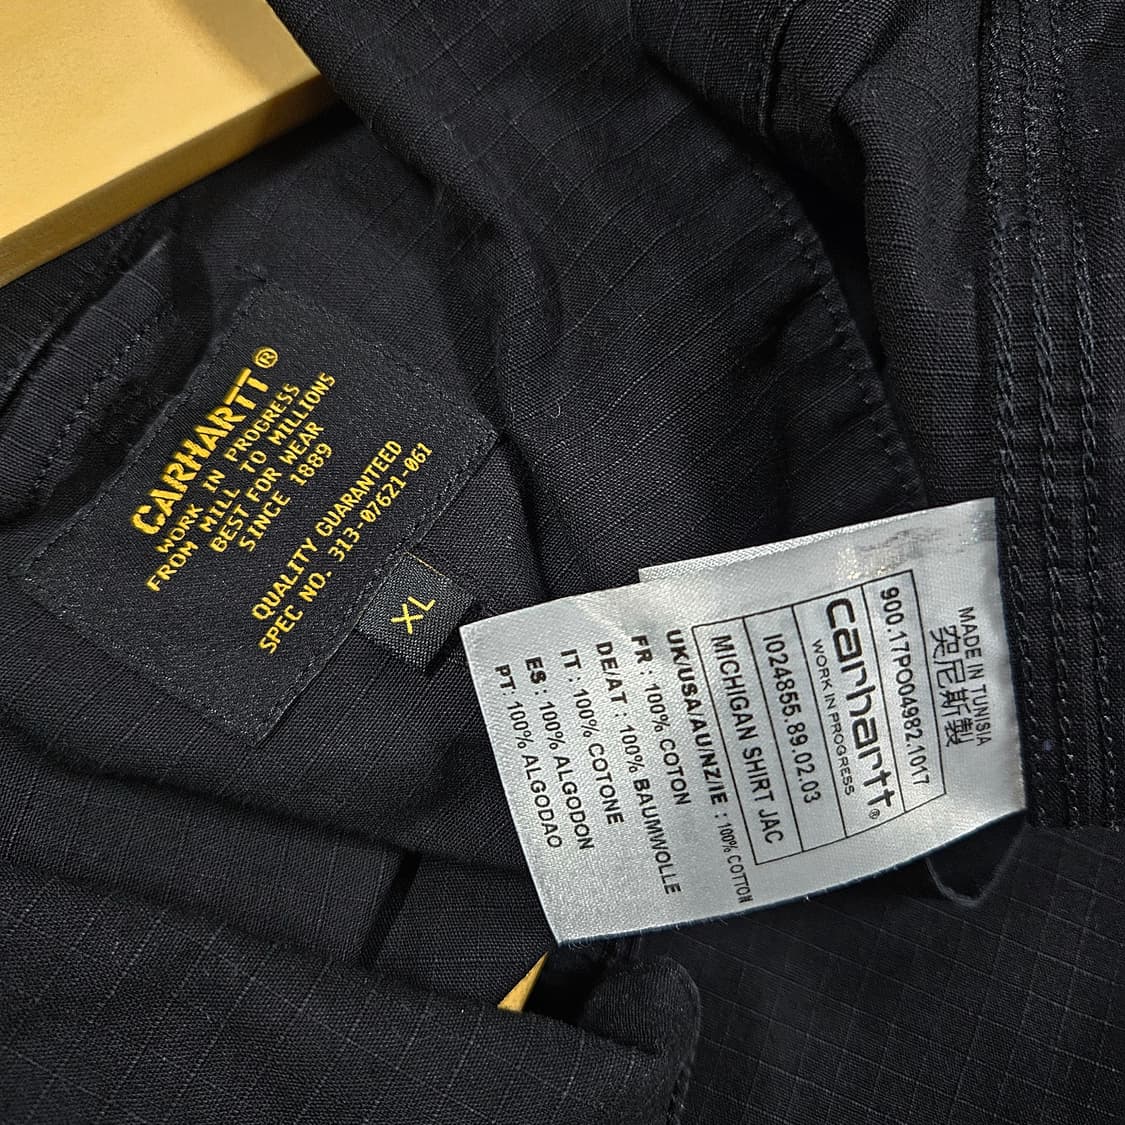 CARHARTT®
WORK IN PROGRESS
FROM MILL TO MILLIONS
BEST FOR WEAR
SINCE 1889
QUALITY GUARANTEED
SPEC NO. 313-07621-061
XL
MADE IN TUNISIA
突尼斯製
900.17PO04982.1017
carhartt®
WORK IN PROGRESS
I024855.89.02.03
MICHIGAN SHIRT JAC
UK/USA/AU/NZ/IE : 100% COTTON
FR : 100% COTON
DE/AT : 100% BAUMWOLLE
IT : 100% COTONE
ES : 100% ALGODON
PT : 100% ALGODAO